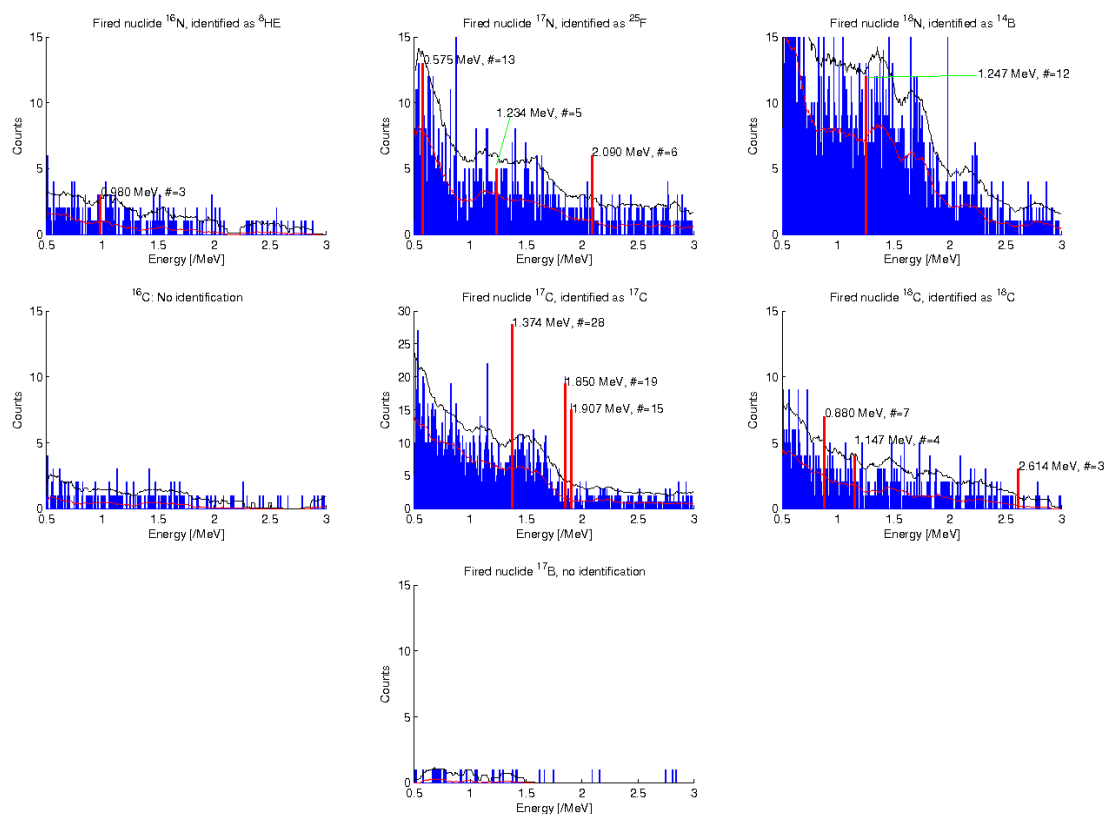 Fired nuclide ¹⁶N, identified as ⁸HE
15
10
5
0
Counts
0.980 MeV, #=3
0.5 1 1.5 2 2.5 3
Energy [/MeV]
Fired nuclide ¹⁷N, identified as ²⁵F
15
10
5
0
Counts
0.575 MeV, #=13
1.234 MeV, #=5
2.090 MeV, #=6
0.5 1 1.5 2 2.5 3
Energy [/MeV]
Fired nuclide ¹⁸N, identified as ¹⁴B
15
10
5
0
Counts
1.247 MeV, #=12
0.5 1 1.5 2 2.5 3
Energy [/MeV]
¹⁶C: No identification
15
10
5
0
Counts
0.5 1 1.5 2 2.5 3
Energy [/MeV]
Fired nuclide ¹⁷C, identified as ¹⁷C
30
25
20
15
10
5
0
Counts
1.374 MeV, #=28
1.850 MeV, #=19
1.907 MeV, #=15
0.5 1 1.5 2 2.5 3
Energy [/MeV]
Fired nuclide ¹⁸C, identified as ¹⁸C
15
10
5
0
Counts
0.880 MeV, #=7
1.147 MeV, #=4
2.614 MeV, #=3
0.5 1 1.5 2 2.5 3
Energy [/MeV]
Fired nuclide ¹⁷B, no identification
15
10
5
0
Counts
0.5 1 1.5 2 2.5 3
Energy [/MeV]